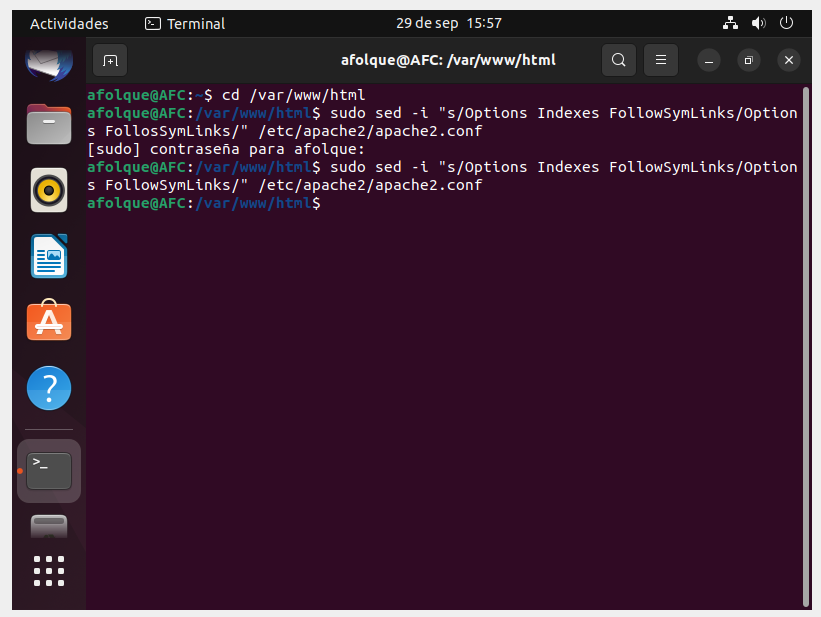 Actividades Terminal 29 de sep 15:57
afolque@AFC: /var/www/html
afolque@AFC:~$ cd /var/www/html
afolque@AFC:/var/www/html$ sudo sed -i "s/Options Indexes FollowSymLinks/Option
s FollosSymLinks/" /etc/apache2/apache2.conf
[sudo] contraseña para afolque:
afolque@AFC:/var/www/html$ sudo sed -i "s/Options Indexes FollowSymLinks/Option
s FollowSymLinks/" /etc/apache2/apache2.conf
afolque@AFC:/var/www/html$